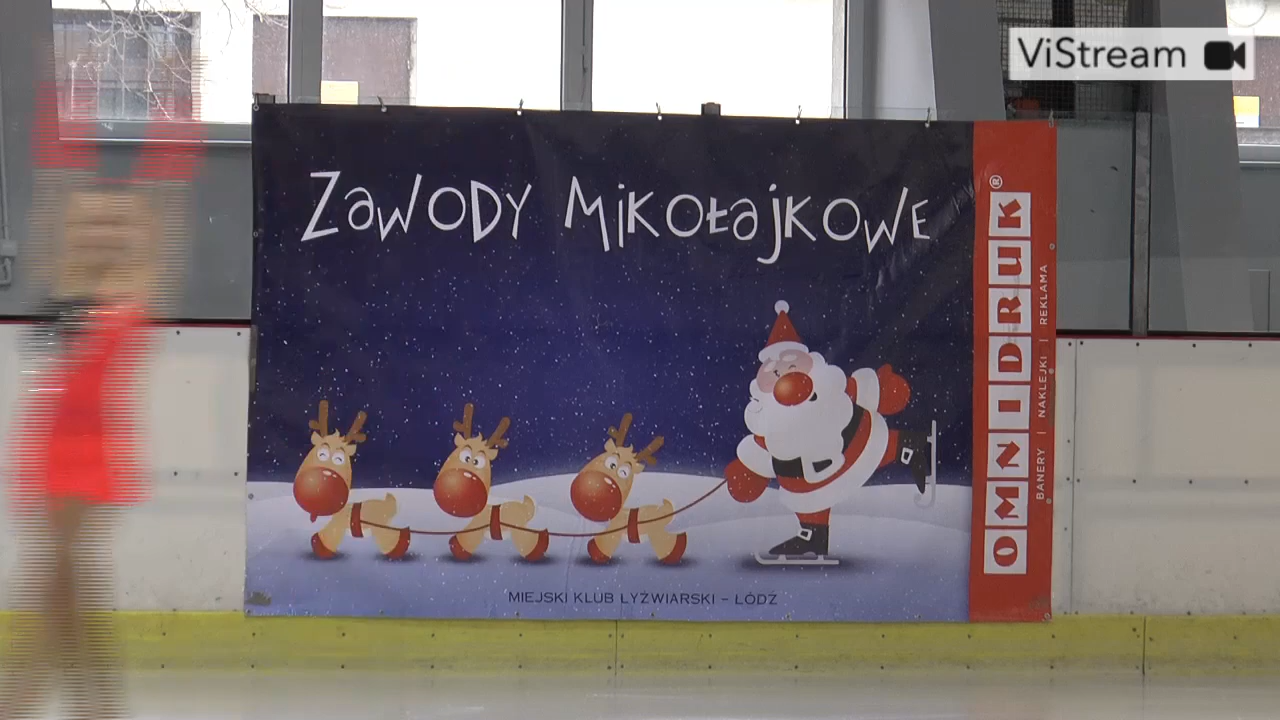 ViStream
Zawody Mikołajkowe
OMNIDRUK®
BANERY | NAKLEJKI | REKLAMA
MIEJSKI KLUB ŁYŻWIARSKI – ŁÓDŹ